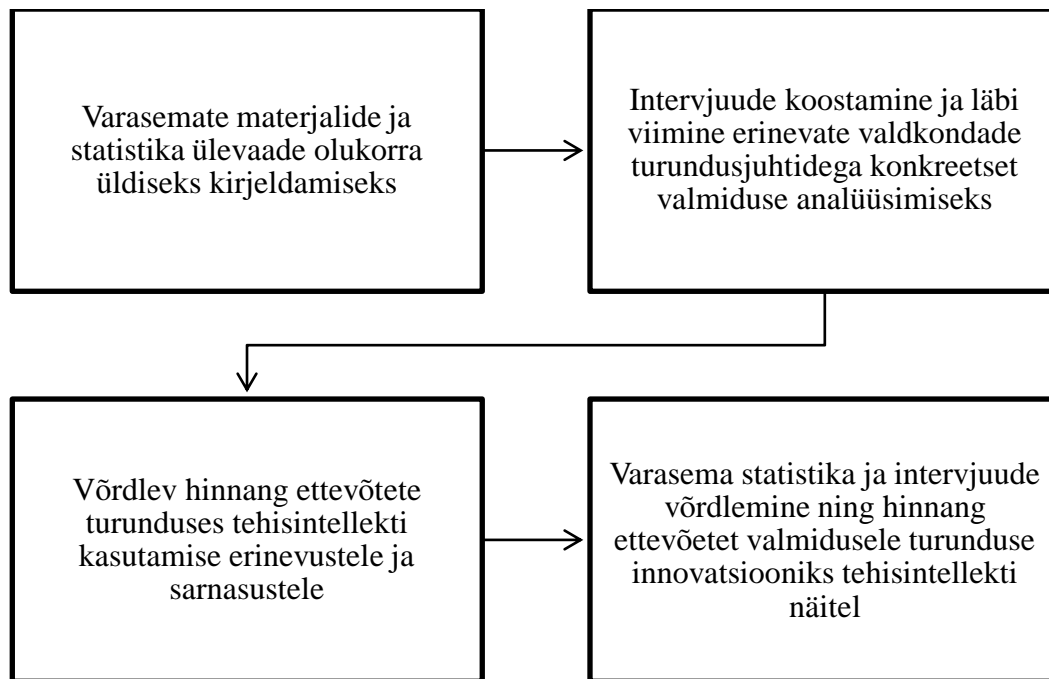 Varasemate materjalide ja
statistika ülevaade olukorra
üldiseks kirjeldamiseks
Intervjuude koostamine ja läbi
viimine erinevate valdkondade
turundusjuhtidega konkreetset
valmiduse analüüsimiseks
Võrdlev hinnang ettevõtete
turunduses tehisintellekti
kasutamise erinevustele ja
sarnasustele
Varasema statistika ja intervjuude
võrdlemine ning hinnang
ettevõetet valmidusele turunduse
innovatsiooniks tehisintellekti
näitel